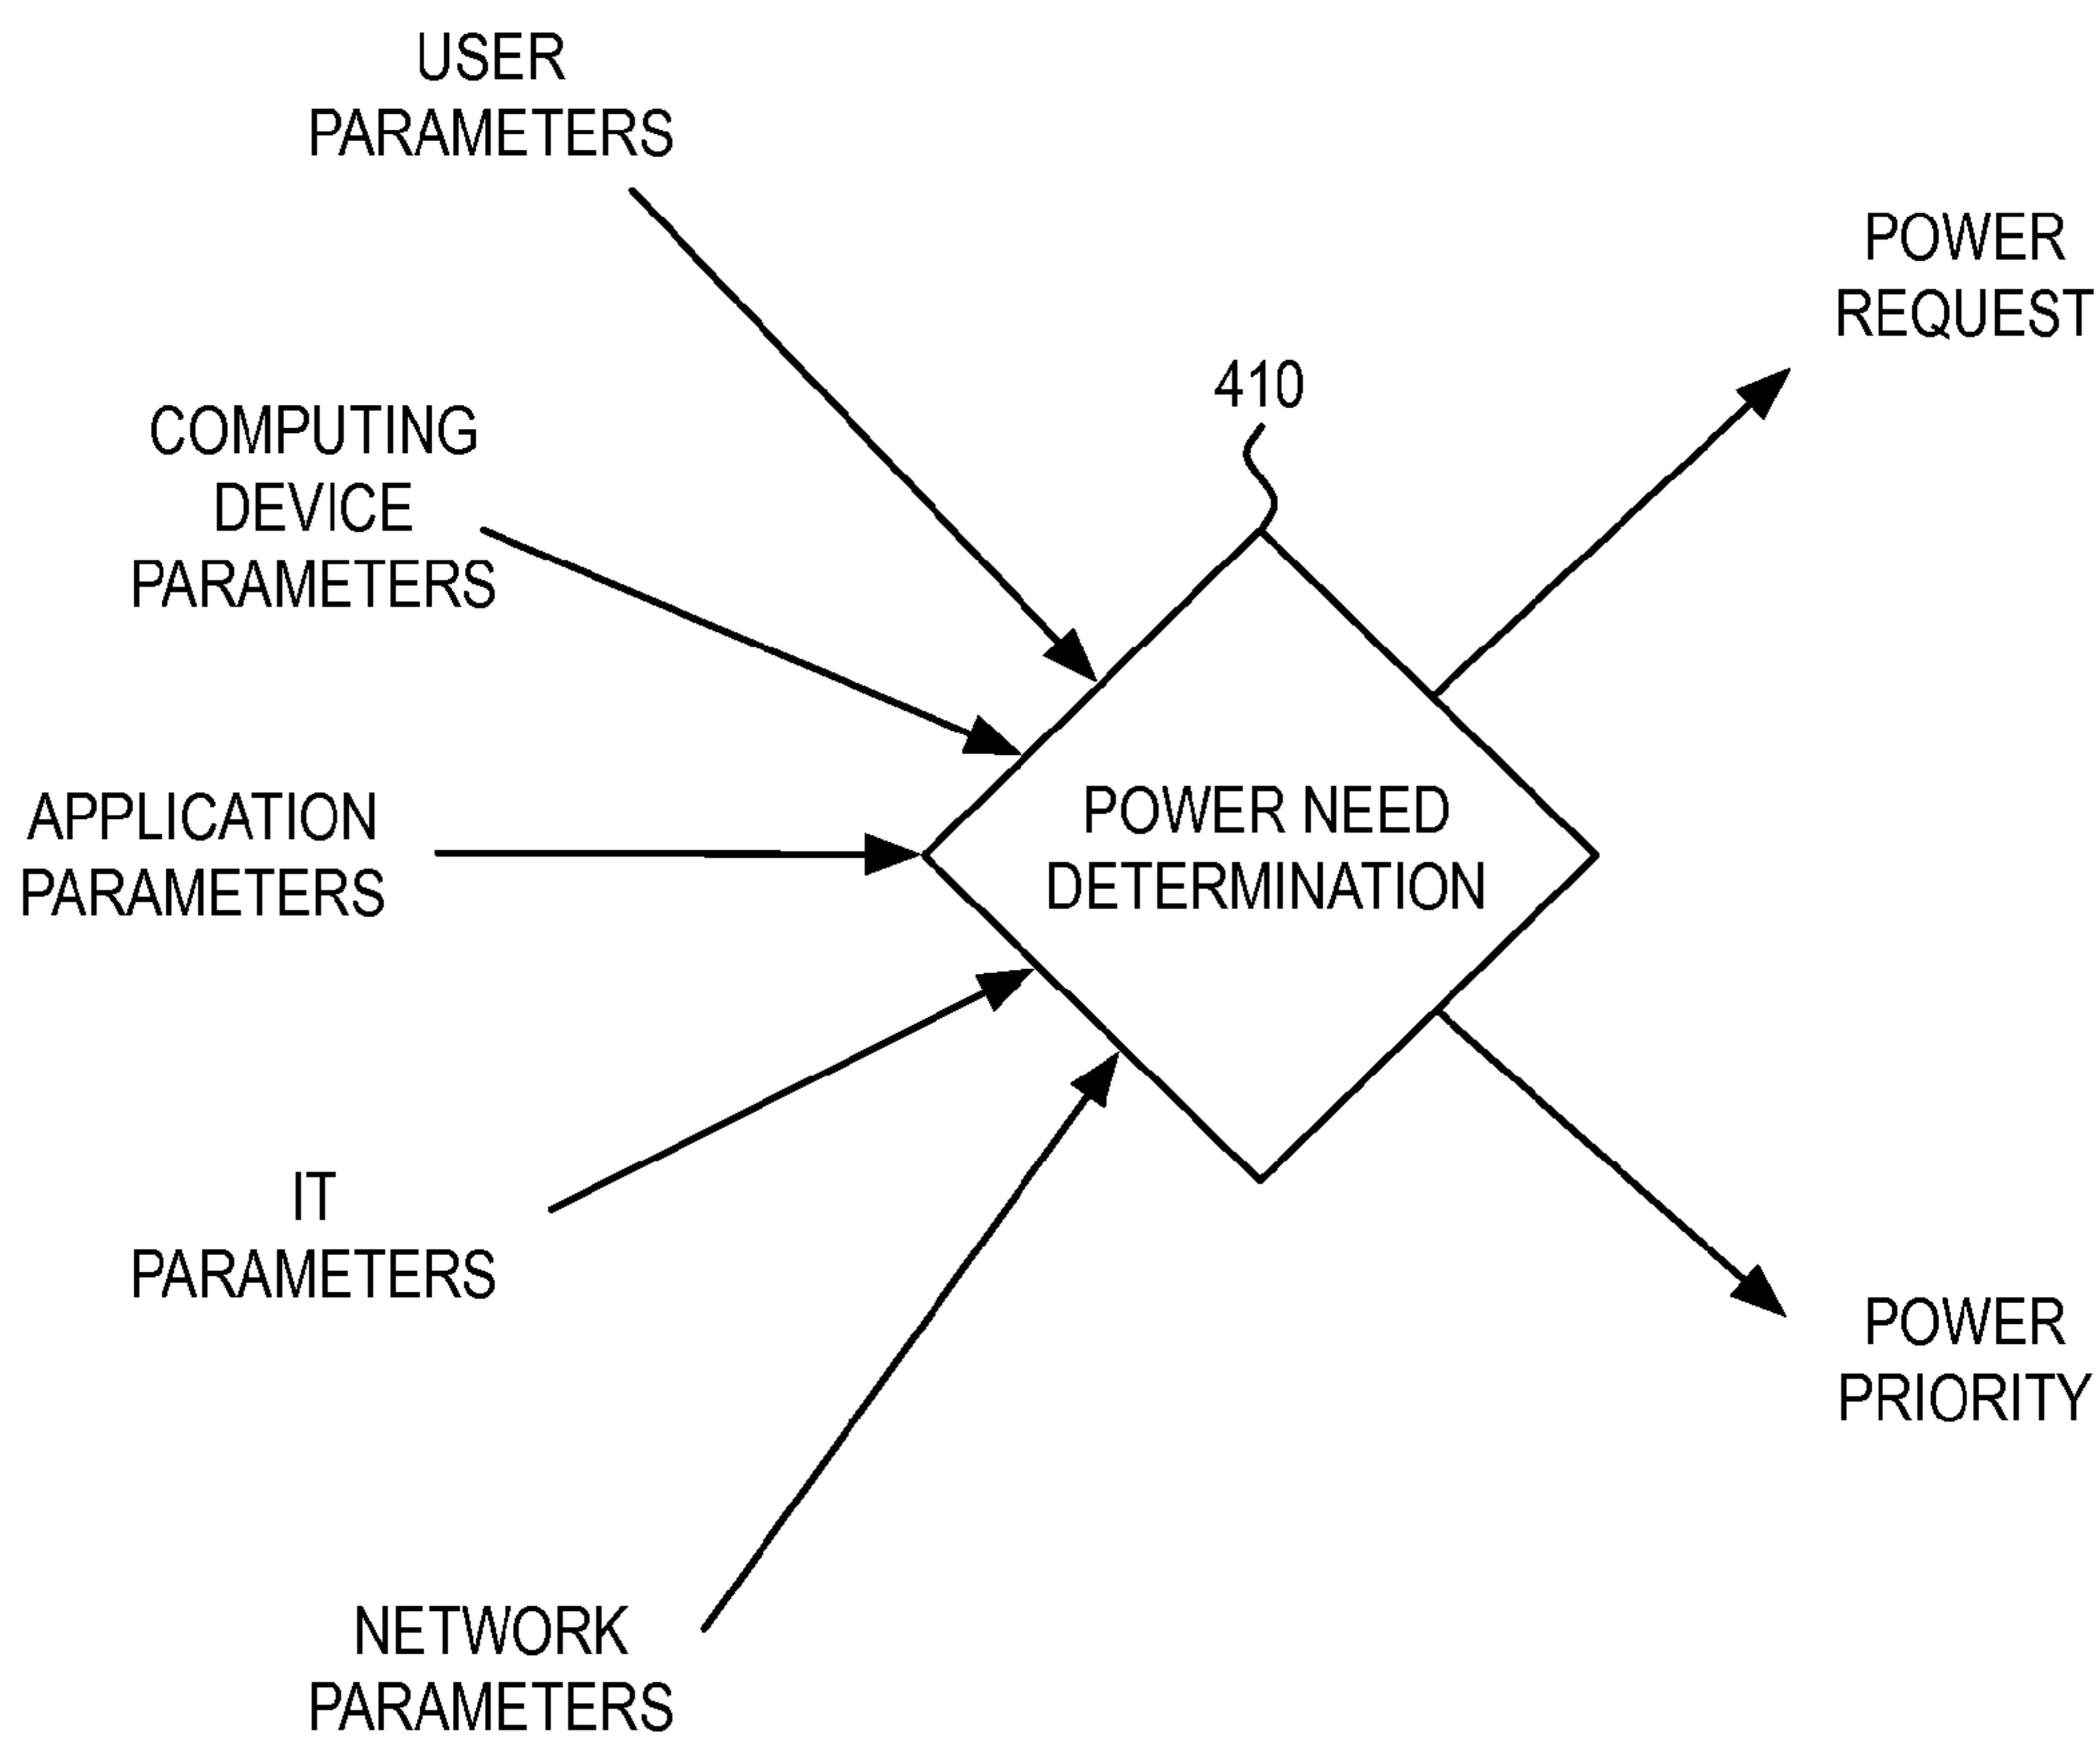 USER
PARAMETERS
COMPUTING
DEVICE
PARAMETERS
APPLICATION
PARAMETERS
IT
PARAMETERS
NETWORK
PARAMETERS
410
POWER NEED
DETERMINATION
POWER
REQUEST
POWER
PRIORITY